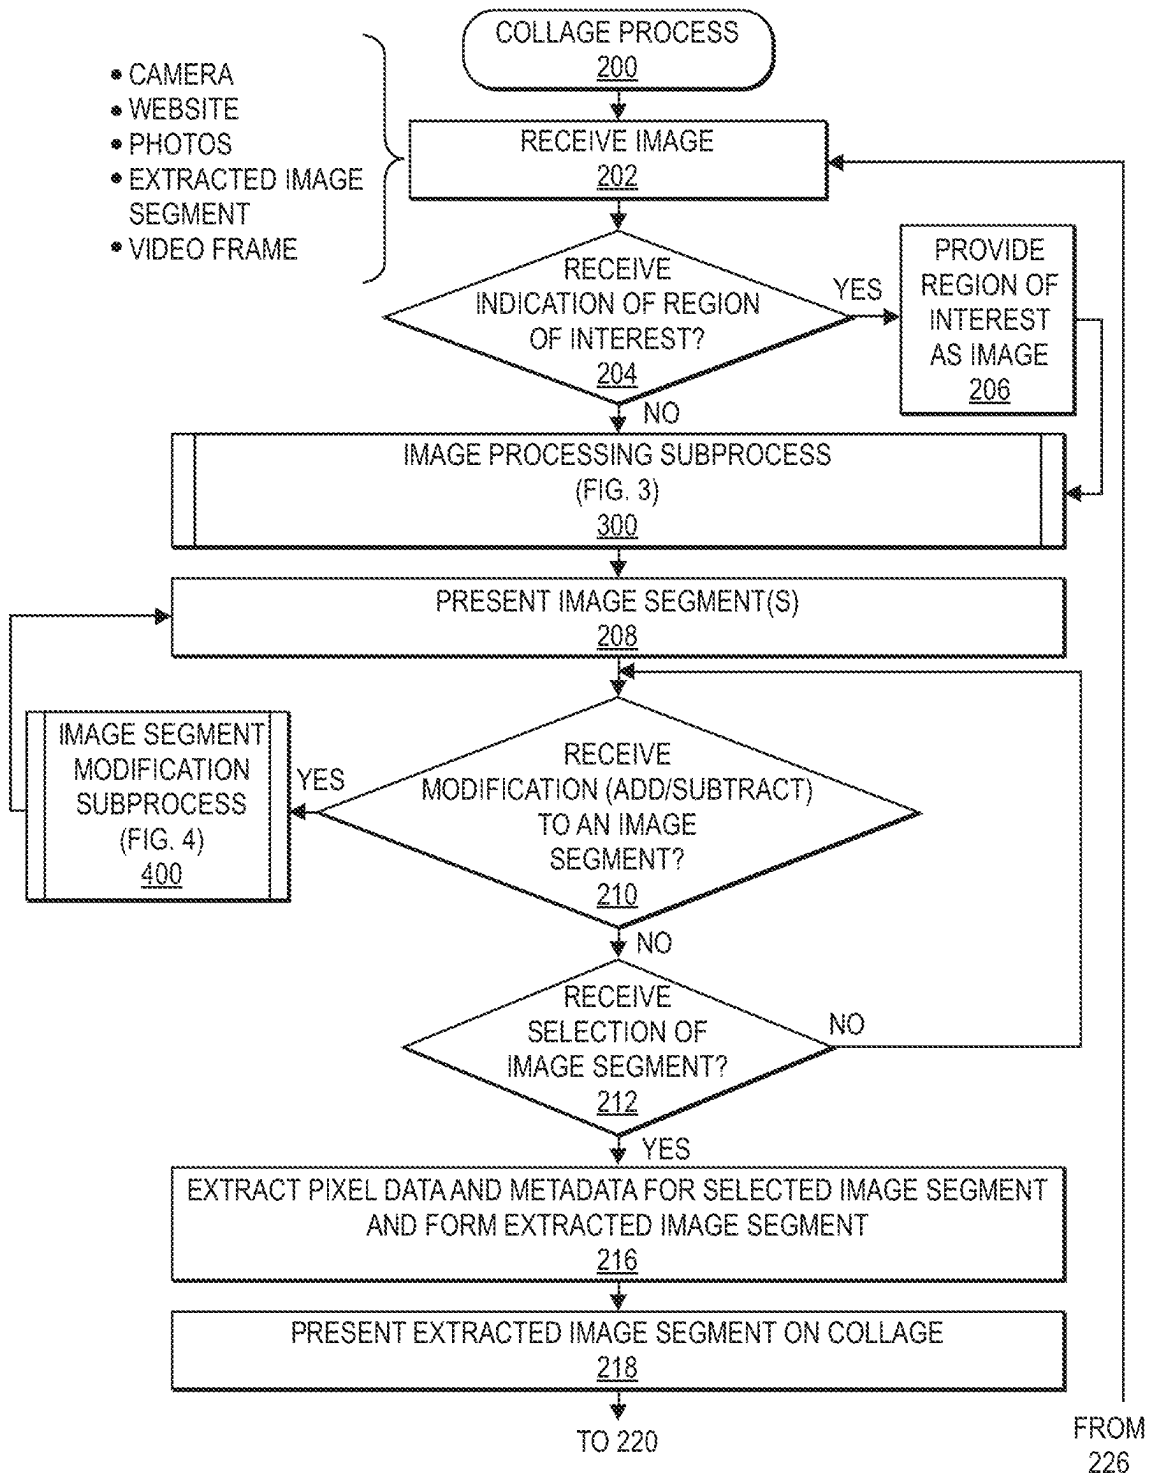 COLLAGE PROCESS
200
• CAMERA
• WEBSITE
• PHOTOS
• EXTRACTED IMAGE
SEGMENT
• VIDEO FRAME
RECEIVE IMAGE
202
RECEIVE
INDICATION OF REGION
OF INTEREST?
204
YES
NO
PROVIDE
REGION OF
INTEREST
AS IMAGE
206
IMAGE PROCESSING SUBPROCESS
(FIG. 3)
300
PRESENT IMAGE SEGMENT(S)
208
IMAGE SEGMENT
MODIFICATION
SUBPROCESS
(FIG. 4)
400
YES
RECEIVE
MODIFICATION (ADD/SUBTRACT)
TO AN IMAGE
SEGMENT?
210
NO
RECEIVE
SELECTION OF
IMAGE SEGMENT?
212
NO
YES
EXTRACT PIXEL DATA AND METADATA FOR SELECTED IMAGE SEGMENT
AND FORM EXTRACTED IMAGE SEGMENT
216
PRESENT EXTRACTED IMAGE SEGMENT ON COLLAGE
218
TO 220
FROM
226